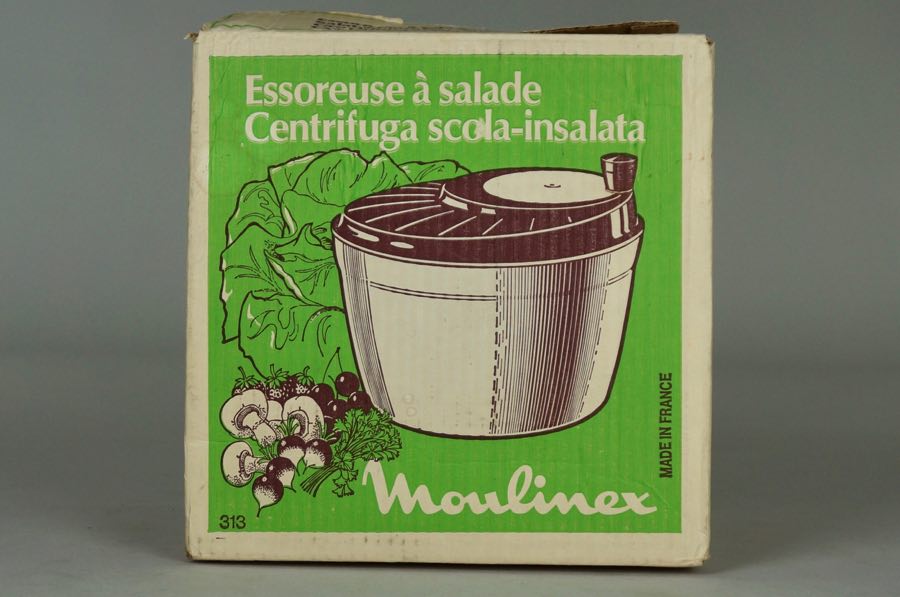 Essoreuse à salade
Centrifuga scola-insalata
MADE IN FRANCE
Moulinex
313